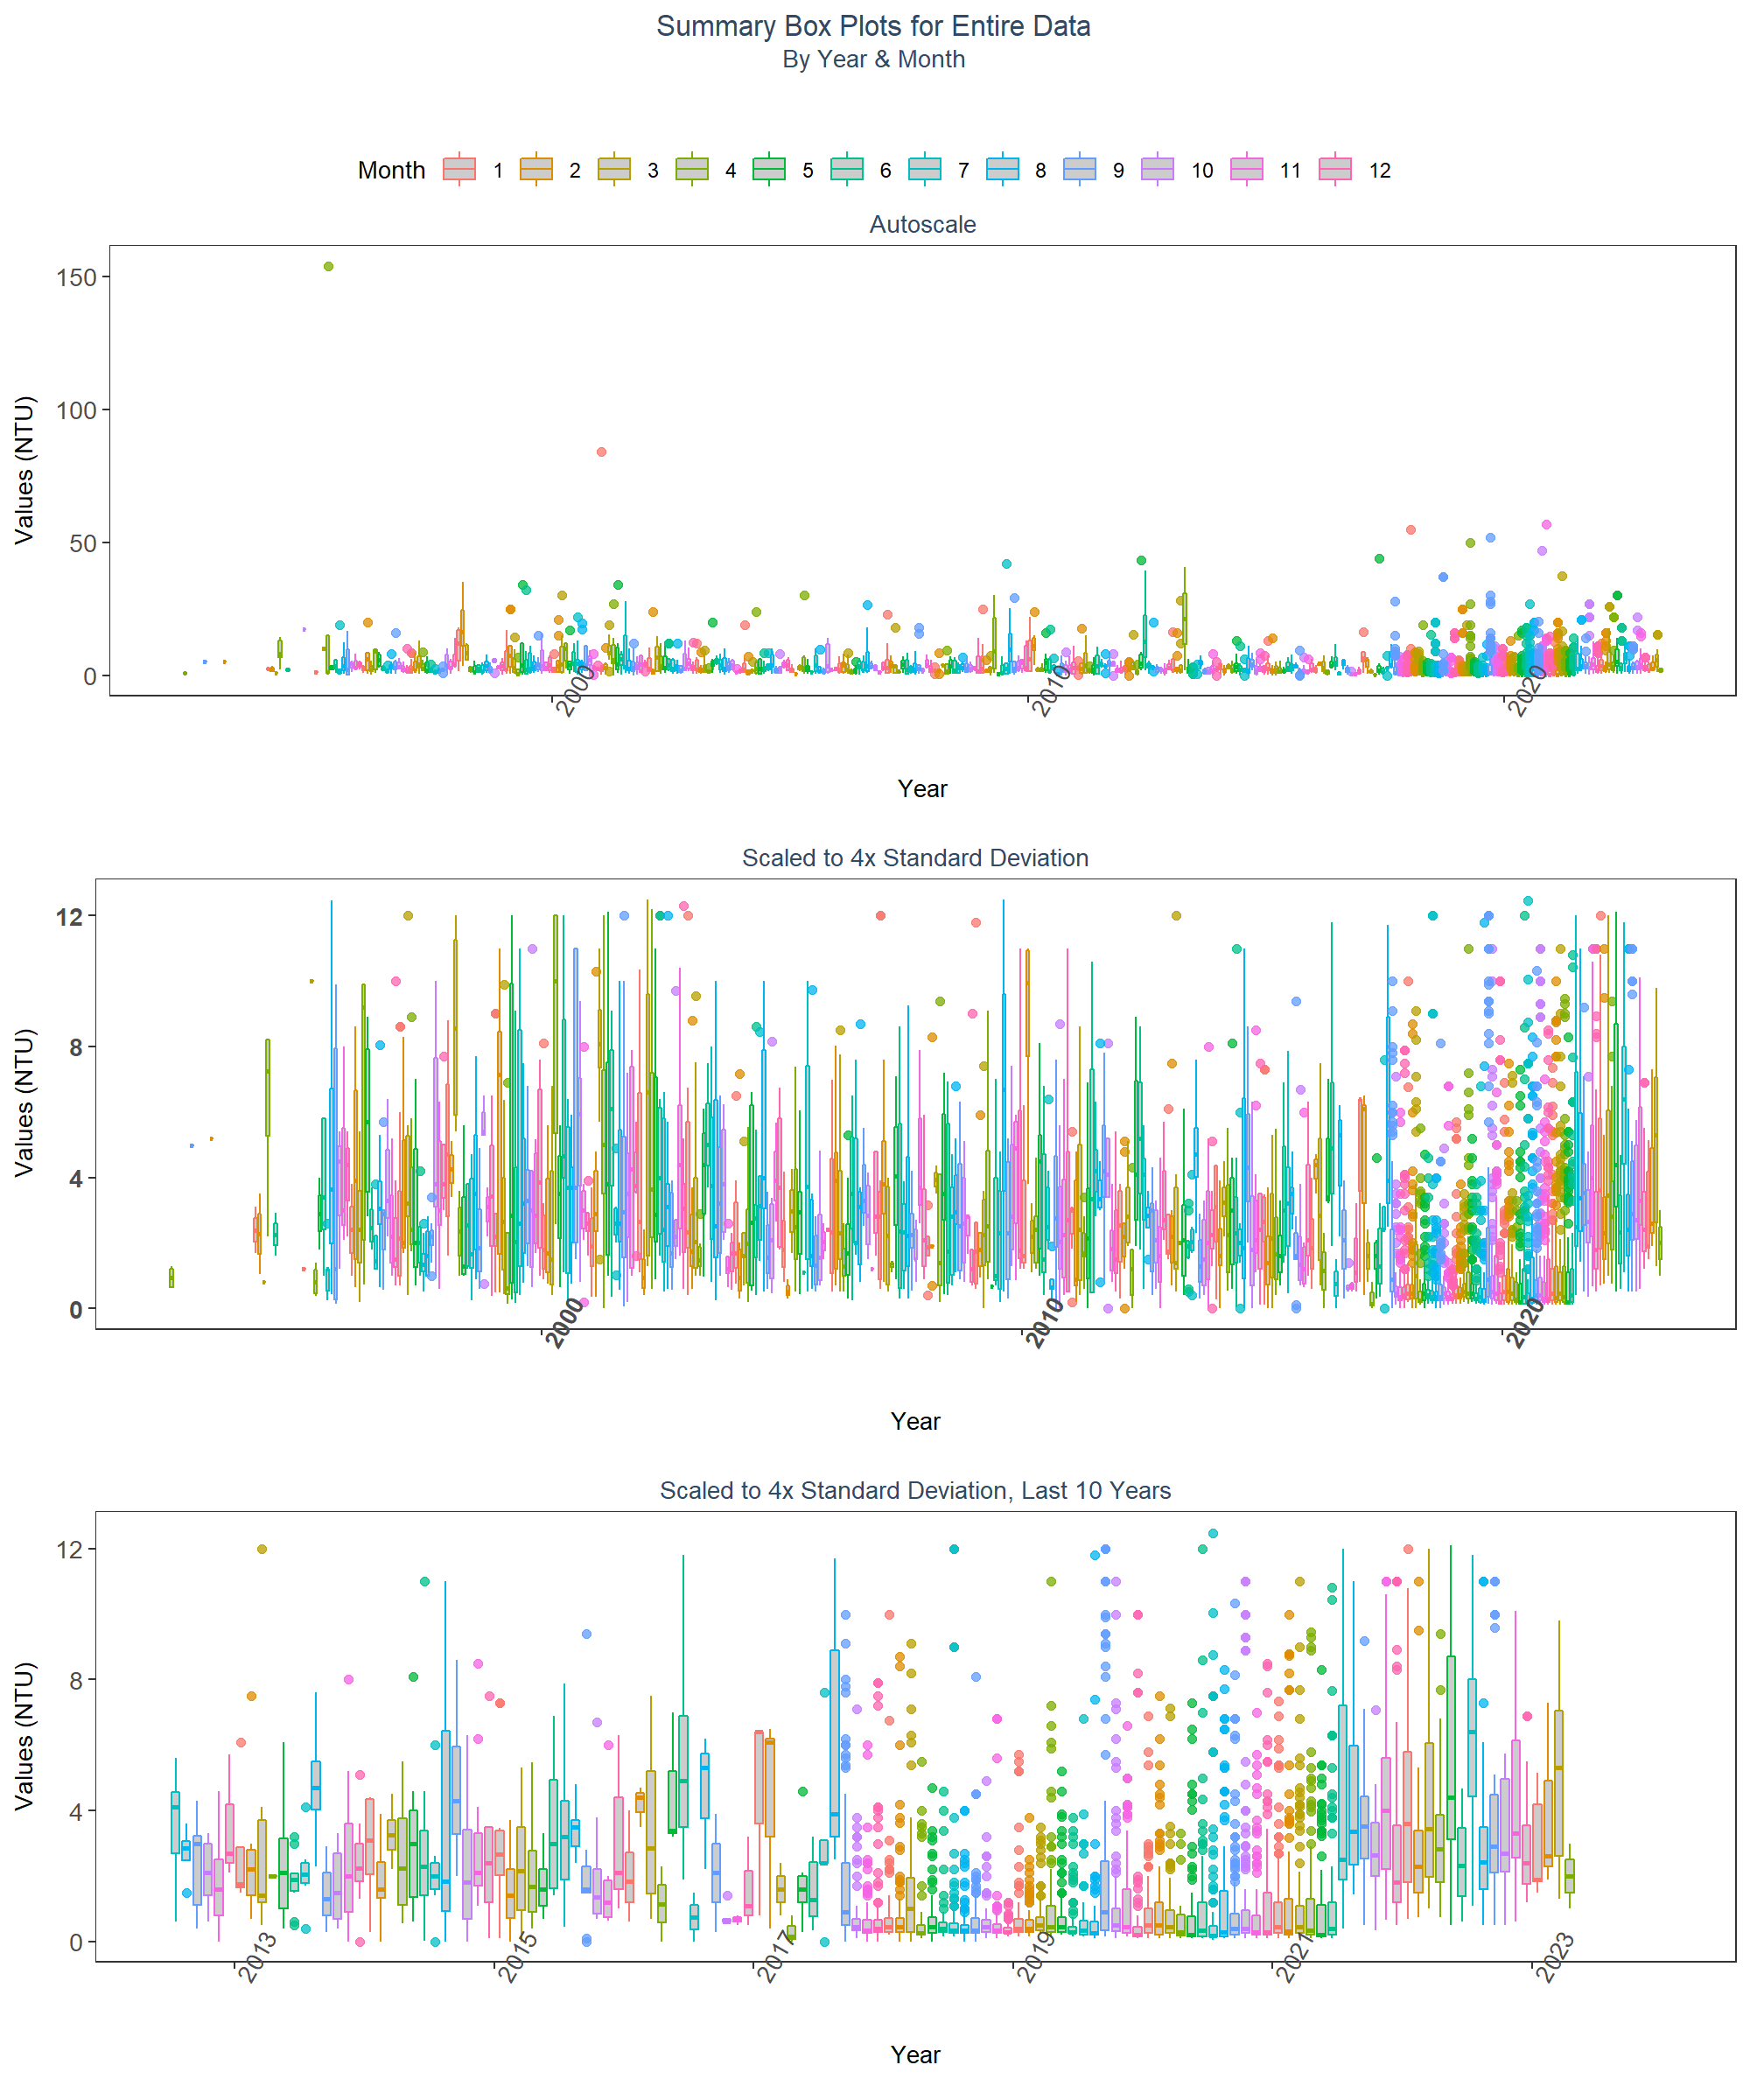 Summary Box Plots for Entire Data
By Year & Month
Month 1 2 3 4 5 6 7 8 9 10 11 12
Autoscale
Values (NTU)
150
100
50
0
2000 2010 2020
Year
Scaled to 4x Standard Deviation
Values (NTU)
12
8
4
0
2000 2010 2020
Year
Scaled to 4x Standard Deviation, Last 10 Years
Values (NTU)
12
8
4
0
2013 2015 2017 2019 2021 2023
Year